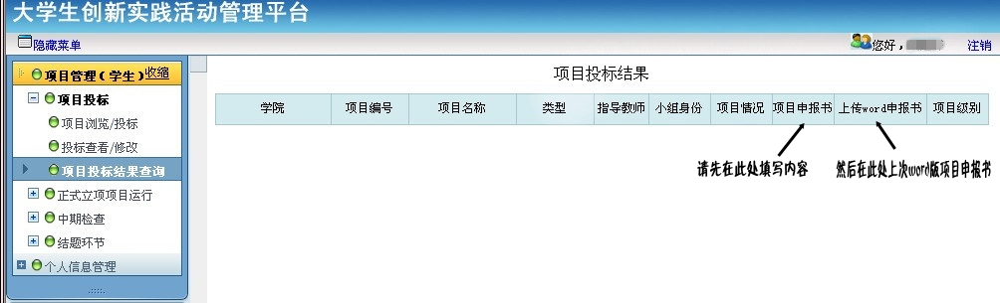 大学生创新实践活动管理平台
隐藏菜单
您好，
注销
项目管理（学生）收缩
项目投标
项目浏览/投标
投标查看/修改
项目投标结果查询
正式立项项目运行
中期检查
结题环节
个人信息管理
项目投标结果
学院 项目编号 项目名称 类型 指导教师 小组身份 项目情况 项目申报书 上传word申报书 项目级别
请先在此处填写内容
然后在此处上次word版项目申报书